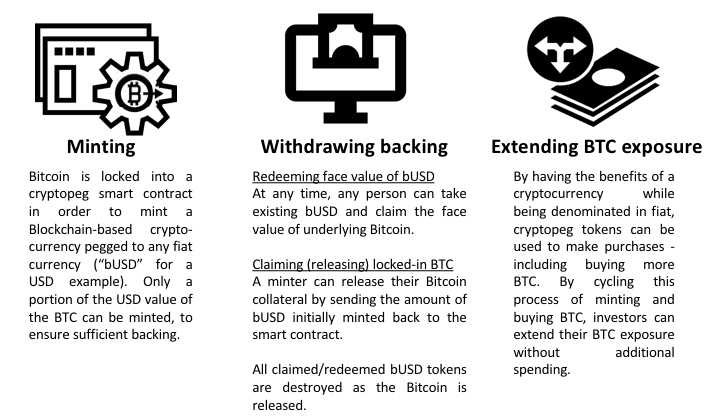 Minting
Bitcoin is locked into a
cryptopeg smart contract
in order to mint a
Blockchain-based crypto-
currency pegged to any fiat
currency (“bUSD” for a
USD example). Only a
portion of the USD value of
the BTC can be minted, to
ensure sufficient backing.
Withdrawing backing
Redeeming face value of bUSD
At any time, any person can take
existing bUSD and claim the face
value of underlying Bitcoin.
Claiming (releasing) locked-in BTC
A minter can release their Bitcoin
collateral by sending the amount of
bUSD initially minted back to the
smart contract.
All claimed/redeemed bUSD tokens
are destroyed as the Bitcoin is
released.
Extending BTC exposure
By having the benefits of a
cryptocurrency while
being denominated in fiat,
cryptopeg tokens can be
used to make purchases -
including buying more
BTC. By cycling this
process of minting and
buying BTC, investors can
extend their BTC exposure
without additional
spending.